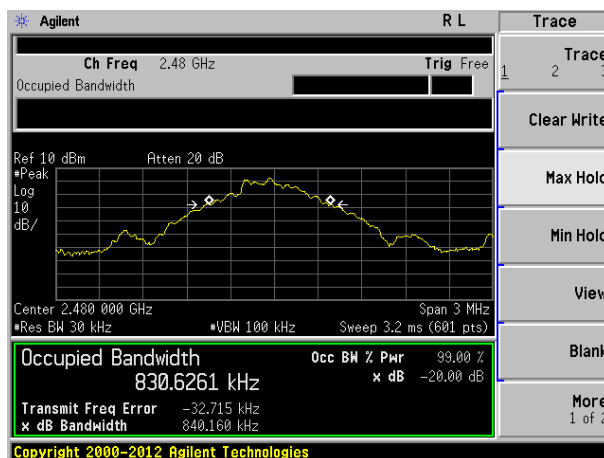 Agilent R L Trace
Ch Freq 2.48 GHz Trig Free
Occupied Bandwidth
Trace
1 2 3
Clear Write
Max Hold
Min Hold
View
Blank
More
1 of 2
Ref 10 dBm Atten 20 dB
#Peak
Log
10
dB/
Center 2.480 000 GHz Span 3 MHz
#Res BW 30 kHz #VBW 100 kHz Sweep 3.2 ms (601 pts)
Occupied Bandwidth Occ BW % Pwr 99.00 %
830.6261 kHz x dB -20.00 dB
Transmit Freq Error -32.715 kHz
x dB Bandwidth 840.160 kHz
Copyright 2000-2012 Agilent Technologies